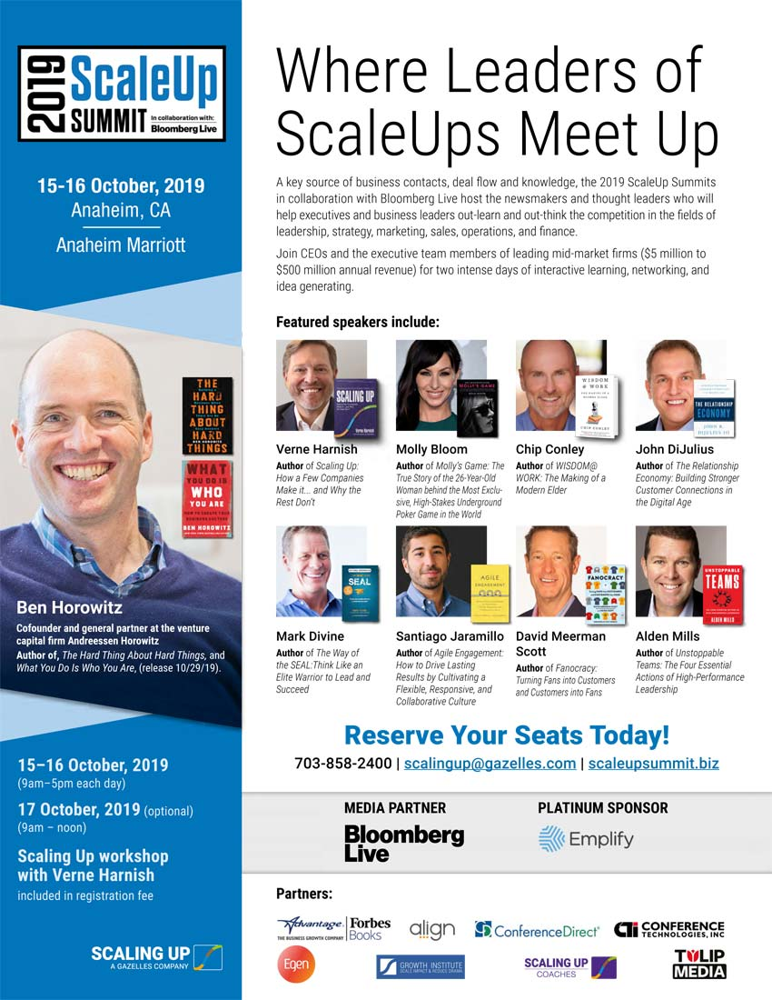 2019
ScaleUp
SUMMIT
In collaboration with:
Bloomberg Live
15-16 October, 2019
Anaheim, CA
Anaheim Marriott
Where Leaders of
ScaleUps Meet Up
A key source of business contacts, deal flow and knowledge, the 2019 ScaleUp Summits
in collaboration with Bloomberg Live host the newsmakers and thought leaders who will
help executives and business leaders out-learn and out-think the competition in the fields of
leadership, strategy, marketing, sales, operations, and finance.
Join CEOs and the executive team members of leading mid-market firms ($5 million to
$500 million annual revenue) for two intense days of interactive learning, networking, and
idea generating.
Featured speakers include:
SCALING UP
Verne Harnish
Verne Harnish
Author of Scaling Up:
How a Few Companies
Make it... and Why the
Rest Don't
MOLLY'S GAME
Molly Bloom
Author of Molly's Game: The
True Story of the 26-Year-Old
Woman behind the Most Exclu-
sive, High-Stakes Underground
Poker Game in the World
WISDOM
@ WORK
CHIP CONLEY
Chip Conley
Author of WISDOM@
WORK: The Making of a
Modern Elder
THE RELATIONSHIP
ECONOMY
JOHN R.
DIJULIUS III
John DiJulius
Author of The Relationship
Economy: Building Stronger
Customer Connections in
the Digital Age
SEAL
Mark Divine
Author of The Way of
the SEAL:Think Like an
Elite Warrior to Lead and
Succeed
AGILE
ENGAGEMENT
Santiago Jaramillo
Author of Agile Engagement:
How to Drive Lasting
Results by Cultivating a
Flexible, Responsive, and
Collaborative Culture
FANOCRACY
David Meerman
Scott
Author of Fanocracy:
Turning Fans into Customers
and Customers into Fans
UNSTOPPABLE
TEAMS
ALDEN MILLS
Alden Mills
Author of Unstoppable
Teams: The Four Essential
Actions of High-Performance
Leadership
THE
HARD
THING
ABOUT
HARD
THINGS
WHAT
YOU DO IS
WHO
YOU ARE
BEN HOROWITZ
Ben Horowitz
Cofounder and general partner at the venture
capital firm Andreessen Horowitz
Author of, The Hard Thing About Hard Things, and
What You Do Is Who You Are, (release 10/29/19).
Reserve Your Seats Today!
703-858-2400 | scalingup@gazelles.com | scaleupsummit.biz
15–16 October, 2019
(9am–5pm each day)
17 October, 2019 (optional)
(9am – noon)
Scaling Up workshop
with Verne Harnish
included in registration fee
SCALING UP
A GAZELLES COMPANY
MEDIA PARTNER
Bloomberg
Live
PLATINUM SPONSOR
Emplify
Partners:
Advantage
THE BUSINESS GROWTH COMPANY
Forbes
Books
align
ConferenceDirect
CTi CONFERENCE
TECHNOLOGIES, INC
Egen
GROWTH INSTITUTE
SCALE IMPACT & REDUCE DRAMA
SCALING UP
COACHES
TULIP
MEDIA